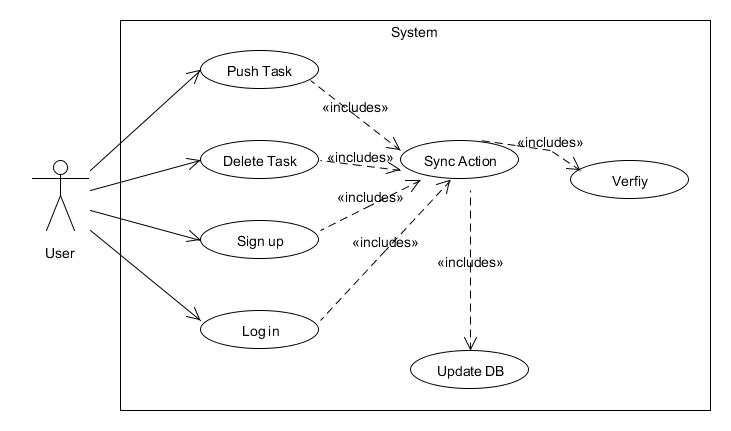 System
Push Task
«includes»
«includes»
Delete Task
«includes»
Sync Action
Verfiy
«includes»
Sign up
«includes»
User
«includes»
Log in
Update DB